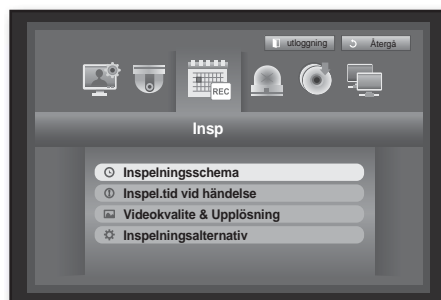 utloggning
Återgå
REC
Insp
Inspelningsschema
Inspel.tid vid händelse
Videokvalite & Upplösning
Inspelningsalternativ